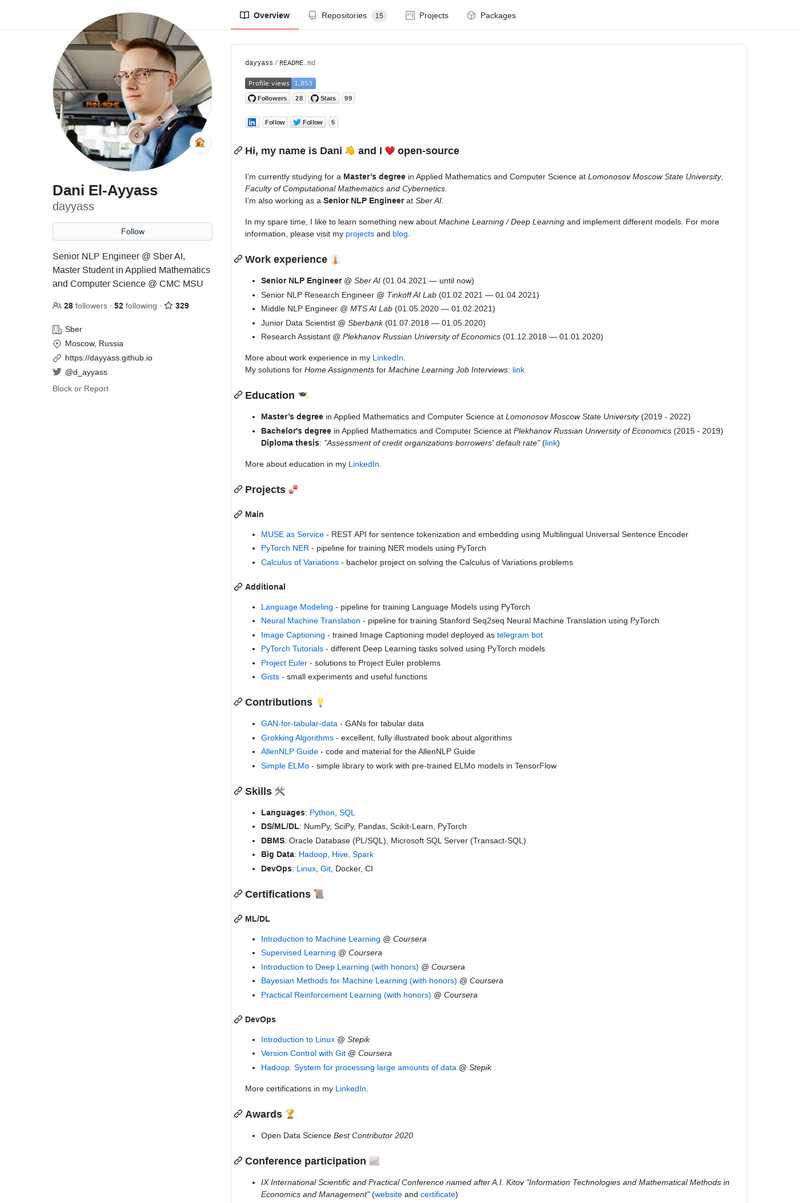 Overview
Repositories 15
Projects
Packages
Dani El-Ayyass
dayyass
Follow
Senior NLP Engineer @ Sber AI,
Master Student in Applied Mathematics
and Computer Science @ CMC MSU
28 followers · 52 following · 329
Sber
Moscow, Russia
https://dayyass.github.io
@d_ayyass
Block or Report
dayyass / README.md
Profile views 1,853
Followers 28 Stars 99
Follow Follow 5
Hi, my name is Dani 👋 and I ❤️ open-source
I'm currently studying for a Master's degree in Applied Mathematics and Computer Science at Lomonosov Moscow State University,
Faculty of Computational Mathematics and Cybernetics.
I'm also working as a Senior NLP Engineer at Sber AI.
In my spare time, I like to learn something new about Machine Learning / Deep Learning and implement different models. For more
information, please visit my projects and blog.
Work experience 👔
• Senior NLP Engineer @ Sber AI (01.04.2021 — until now)
• Senior NLP Research Engineer @ Tinkoff AI Lab (01.02.2021 — 01.04.2021)
• Middle NLP Engineer @ MTS AI Lab (01.05.2020 — 01.02.2021)
• Junior Data Scientist @ Sberbank (01.07.2018 — 01.05.2020)
• Research Assistant @ Plekhanov Russian University of Economics (01.12.2018 — 01.01.2020)
More about work experience in my LinkedIn.
My solutions for Home Assignments for Machine Learning Job Interviews: link
Education 🎓
• Master's degree in Applied Mathematics and Computer Science at Lomonosov Moscow State University (2019 - 2022)
• Bachelor's degree in Applied Mathematics and Computer Science at Plekhanov Russian University of Economics (2015 - 2019)
Diploma thesis: "Assessment of credit organizations borrowers' default rate" (link)
More about education in my LinkedIn.
Projects
Main
• MUSE as Service - REST API for sentence tokenization and embedding using Multilingual Universal Sentence Encoder
• PyTorch NER - pipeline for training NER models using PyTorch
• Calculus of Variations - bachelor project on solving the Calculus of Variations problems
Additional
• Language Modeling - pipeline for training Language Models using PyTorch
• Neural Machine Translation - pipeline for training Stanford Seq2seq Neural Machine Translation using PyTorch
• Image Captioning - trained Image Captioning model deployed as telegram bot
• PyTorch Tutorials - different Deep Learning tasks solved using PyTorch models
• Project Euler - solutions to Project Euler problems
• Gists - small experiments and useful functions
Contributions 💡
• GAN-for-tabular-data - GANs for tabular data
• Grokking Algorithms - excellent, fully illustrated book about algorithms
• AllenNLP Guide - code and material for the AllenNLP Guide
• Simple ELMo - simple library to work with pre-trained ELMo models in TensorFlow
Skills 🛠
• Languages: Python, SQL
• DS/ML/DL: NumPy, SciPy, Pandas, Scikit-Learn, PyTorch
• DBMS: Oracle Database (PL/SQL), Microsoft SQL Server (Transact-SQL)
• Big Data: Hadoop, Hive, Spark
• DevOps: Linux, Git, Docker, CI
Certifications 📜
ML/DL
• Introduction to Machine Learning @ Coursera
• Supervised Learning @ Coursera
• Introduction to Deep Learning (with honors) @ Coursera
• Bayesian Methods for Machine Learning (with honors) @ Coursera
• Practical Reinforcement Learning (with honors) @ Coursera
DevOps
• Introduction to Linux @ Stepik
• Version Control with Git @ Coursera
• Hadoop. System for processing large amounts of data @ Stepik
More certifications in my LinkedIn.
Awards 🏆
• Open Data Science Best Contributor 2020
Conference participation 📈
• IX International Scientific and Practical Conference named after A.I. Kitov "Information Technologies and Mathematical Methods in
Economics and Management" (website and certificate)